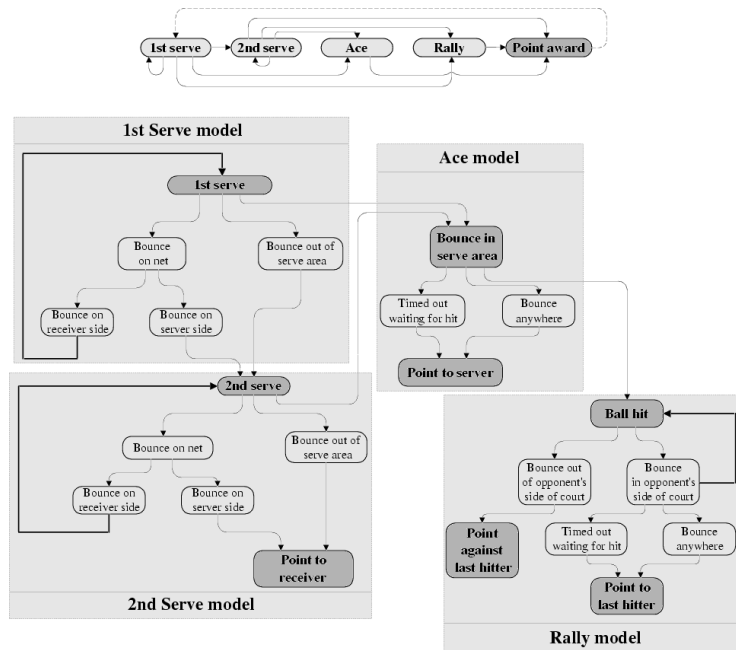 1st serve
2nd serve
Ace
Rally
Point award
1st Serve model
1st serve
Bounce
on net
Bounce out of
serve area
Bounce on
receiver side
Bounce on
server side
Ace model
Bounce in
serve area
Timed out
waiting for hit
Bounce
anywhere
Point to server
2nd serve
Bounce on net
Bounce out of
serve area
Bounce on
receiver side
Bounce on
server side
Point to
receiver
2nd Serve model
Ball hit
Bounce out
of opponent's
side of court
Bounce
in opponent's
side of court
Point
against
last hitter
Timed out
waiting for hit
Bounce
anywhere
Point to
last hitter
Rally model